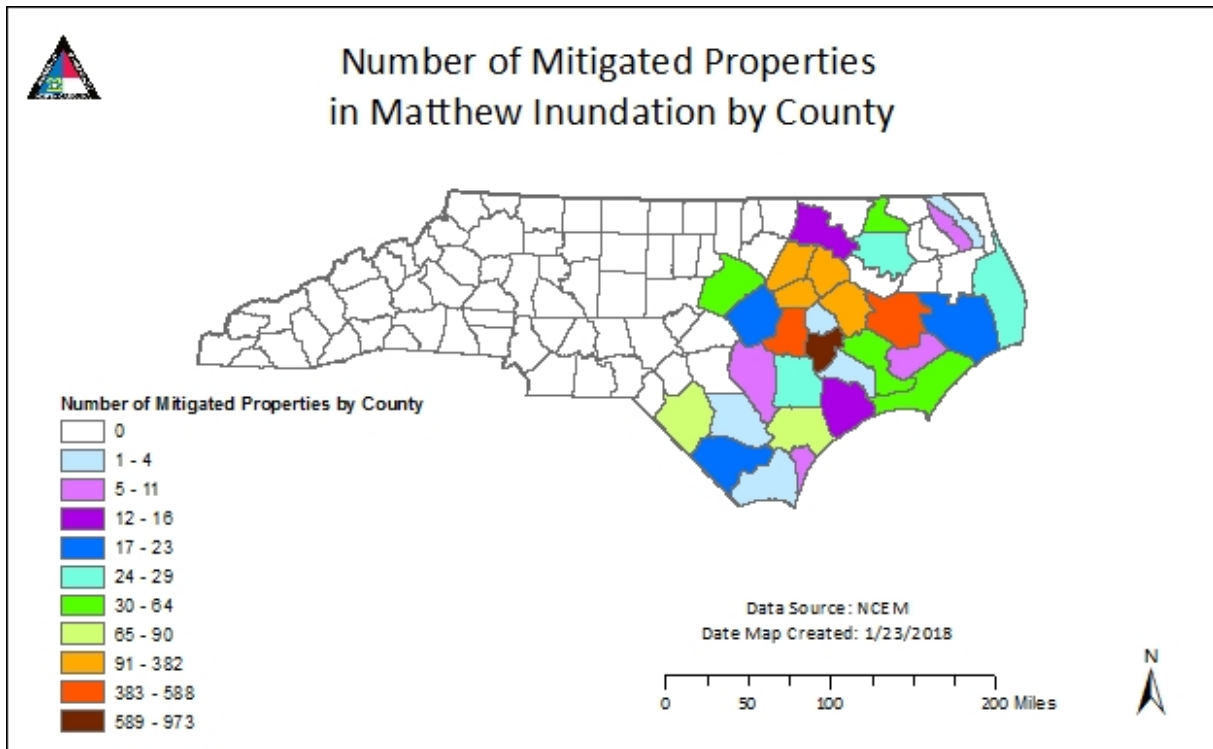 Number of Mitigated Properties
in Matthew Inundation by County
Number of Mitigated Properties by County
0
1 - 4
5 - 11
12 - 16
17 - 23
24 - 29
30 - 64
65 - 90
91 - 382
383 - 588
589 - 973
Data Source: NCEM
Date Map Created: 1/23/2018
0 50 100 200 Miles
N